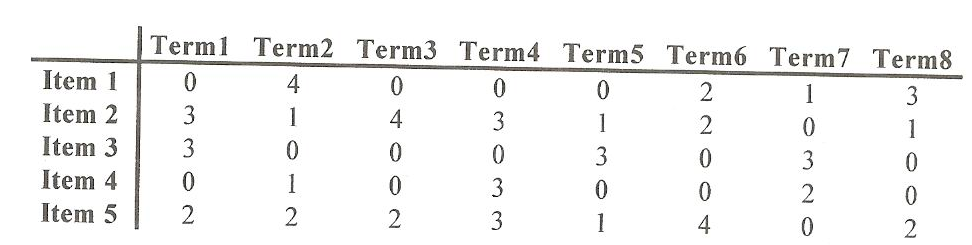 Term1 Term2 Term3 Term4 Term5 Term6 Term7 Term8
Item 1 0 4 0 0 0 2 1 3
Item 2 3 1 4 3 1 2 0 1
Item 3 3 0 0 0 3 0 3 0
Item 4 0 1 0 3 0 0 2 0
Item 5 2 2 2 3 1 4 0 2